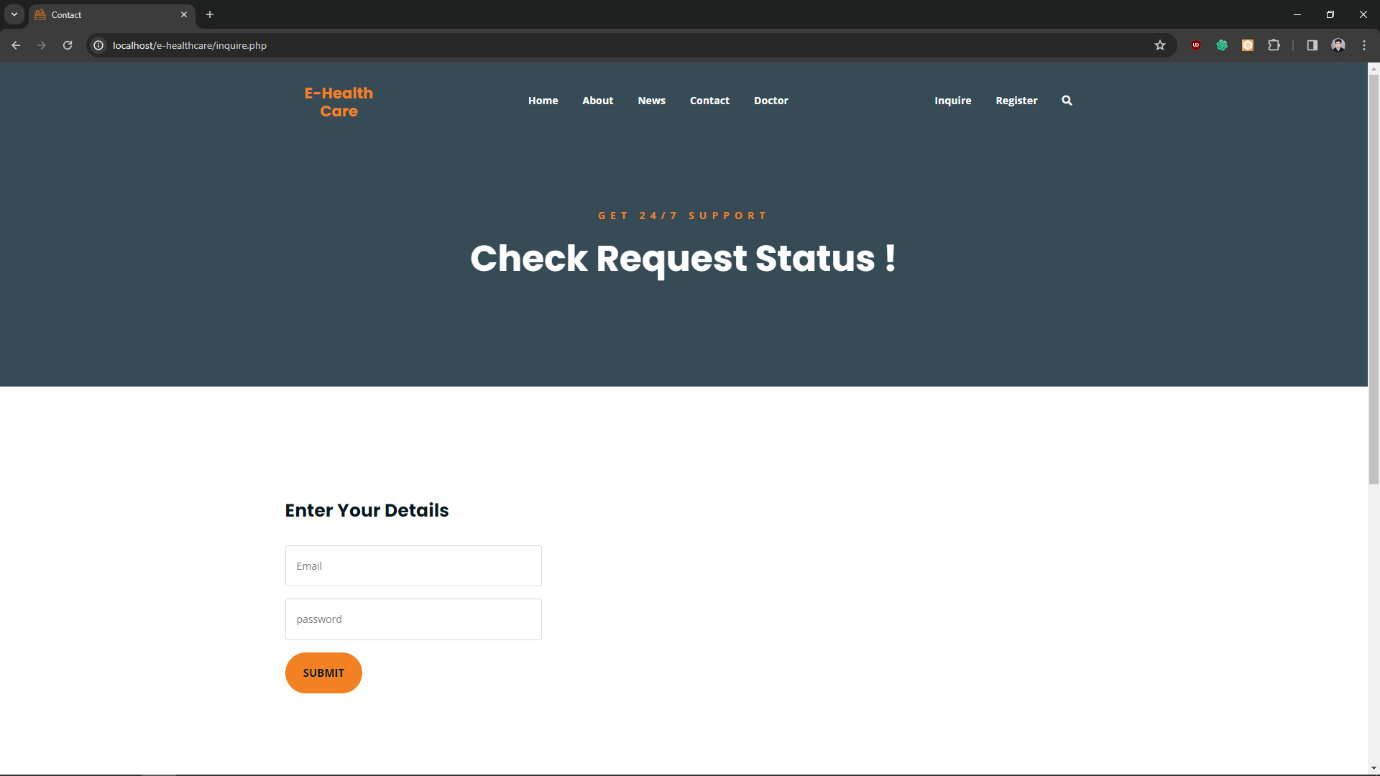 Contact
localhost/e-healthcare/inquire.php
E-Health
Care
Home About News Contact Doctor Inquire Register
GET 24/7 SUPPORT
Check Request Status !
Enter Your Details
Email
password
SUBMIT